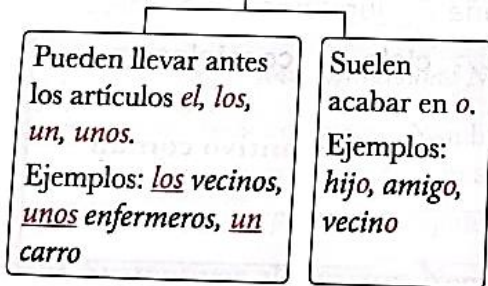 Pueden llevar antes
los artículos el, los,
un, unos.
Ejemplos: los vecinos,
unos enfermeros, un
carro
Suelen
acabar en o.
Ejemplos:
hijo, amigo,
vecino